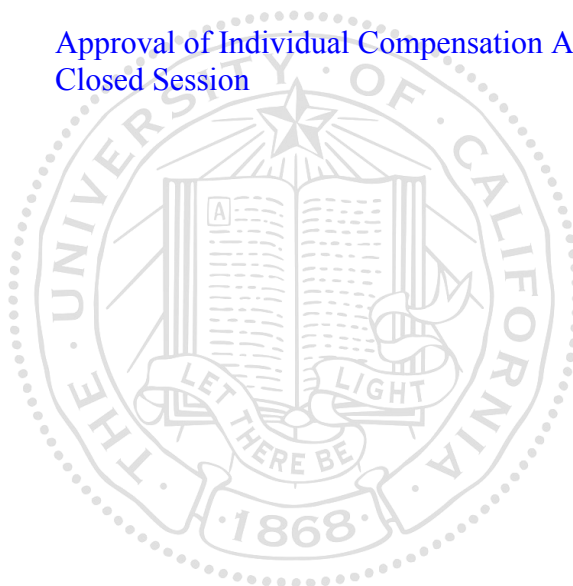 Approval of Individual Compensation A
Closed Session
THE · UNIVERSITY · OF · CALIFORNIA ·
A
LET THERE BE LIGHT
·1868·